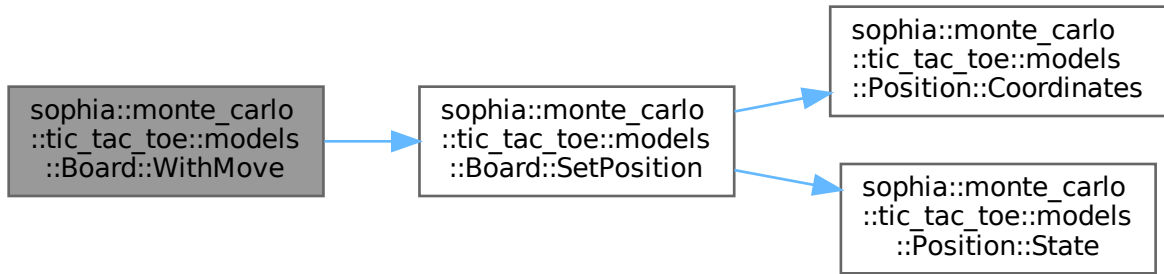 sophia::monte_carlo
::tic_tac_toe::models
::Board::WithMove
sophia::monte_carlo
::tic_tac_toe::models
::Board::SetPosition
sophia::monte_carlo
::tic_tac_toe::models
::Position::Coordinates
sophia::monte_carlo
::tic_tac_toe::models
::Position::State